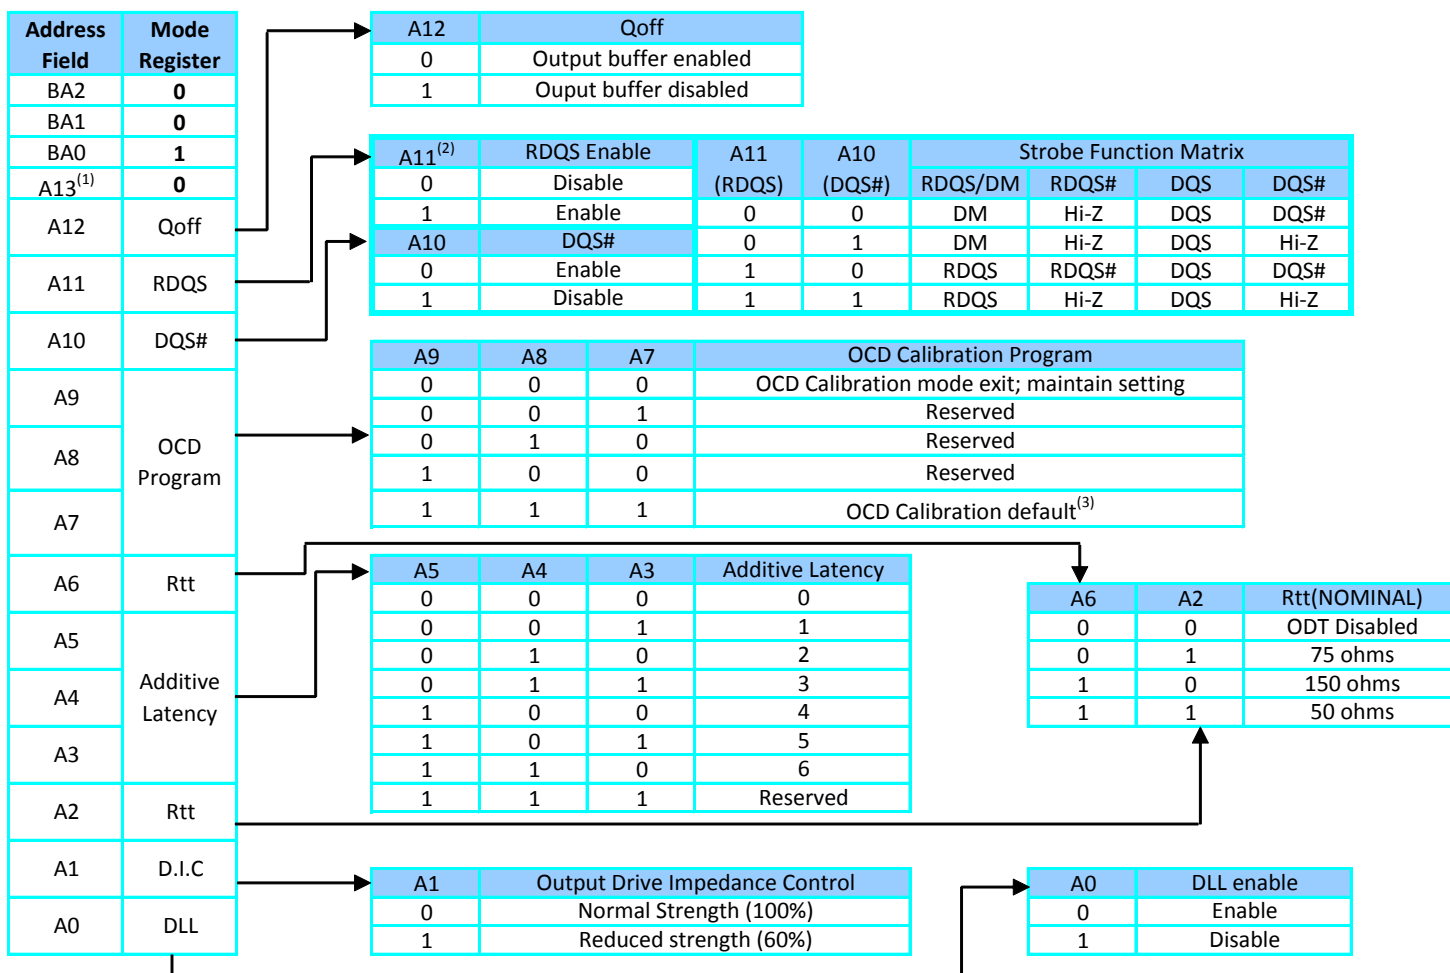 Address Field Mode Register
BA2 0
BA1 0
BA0 1
A13(1) 0
A12 Qoff
A11 RDQS
A10 DQS#
A9
A8
A7
OCD Program
A6 Rtt
A5
A4
A3
Additive Latency
A2 Rtt
A1 D.I.C
A0 DLL
A12 Qoff
0 Output buffer enabled
1 Ouput buffer disabled
A11(2) RDQS Enable
0 Disable
1 Enable
A10 DQS#
0 Enable
1 Disable
A11 (RDQS) A10 (DQS#) Strobe Function Matrix
RDQS/DM RDQS# DQS DQS#
0 0 DM Hi-Z DQS DQS#
0 1 DM Hi-Z DQS Hi-Z
1 0 RDQS RDQS# DQS DQS#
1 1 RDQS Hi-Z DQS Hi-Z
A9 A8 A7 OCD Calibration Program
0 0 0 OCD Calibration mode exit; maintain setting
0 0 1 Reserved
0 1 0 Reserved
1 0 0 Reserved
1 1 1 OCD Calibration default(3)
A5 A4 A3 Additive Latency
0 0 0 0
0 0 1 1
0 1 0 2
0 1 1 3
1 0 0 4
1 0 1 5
1 1 0 6
1 1 1 Reserved
A6 A2 Rtt(NOMINAL)
0 0 ODT Disabled
0 1 75 ohms
1 0 150 ohms
1 1 50 ohms
A1 Output Drive Impedance Control
0 Normal Strength (100%)
1 Reduced strength (60%)
A0 DLL enable
0 Enable
1 Disable